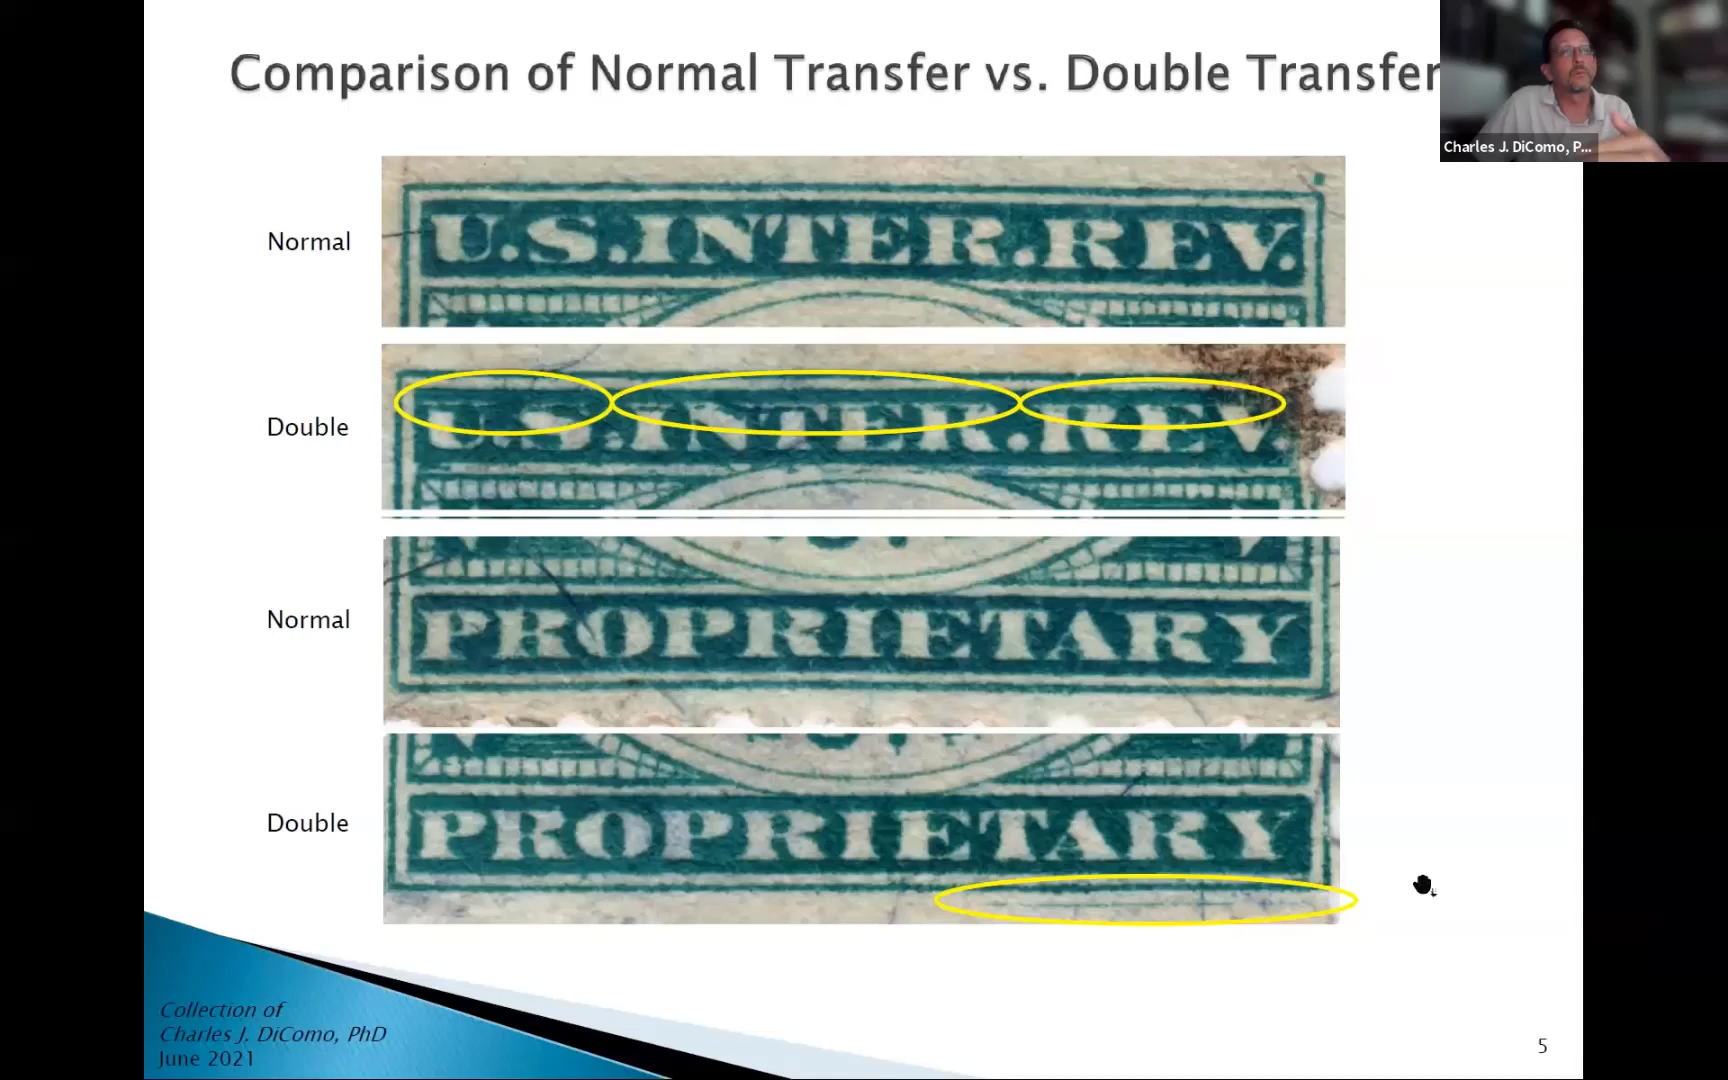 Comparison of Normal Transfer vs. Double Transfer
Charles J. DiComo, P...
Normal
U.S.INTER.REV.
Double
U.S.INTER.REV.
Normal
PROPRIETARY
Double
PROPRIETARY
Collection of
Charles J. DiComo, PhD
June 2021
5